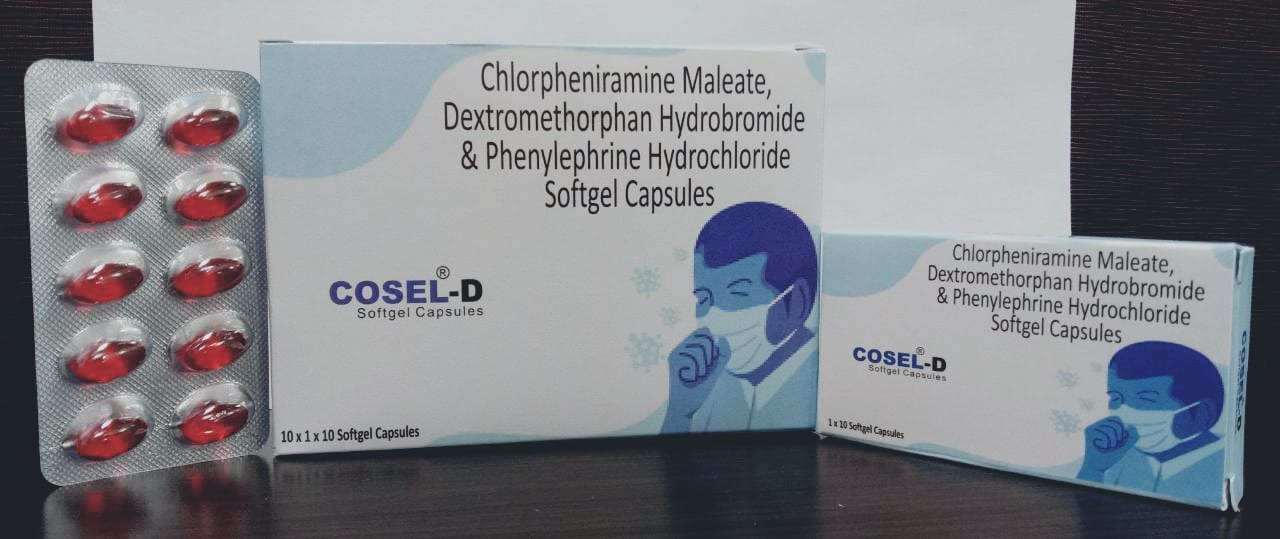 Chlorpheniramine Maleate,
Dextromethorphan Hydrobromide
& Phenylephrine Hydrochloride
Softgel Capsules
COSEL®-D
Softgel Capsules
10 x 1 x 10 Softgel Capsules
Chlorpheniramine Maleate,
Dextromethorphan Hydrobromide
& Phenylephrine Hydrochloride
Softgel Capsules
COSEL®-D
Softgel Capsules
1 x 10 Softgel Capsules
COSEL-D